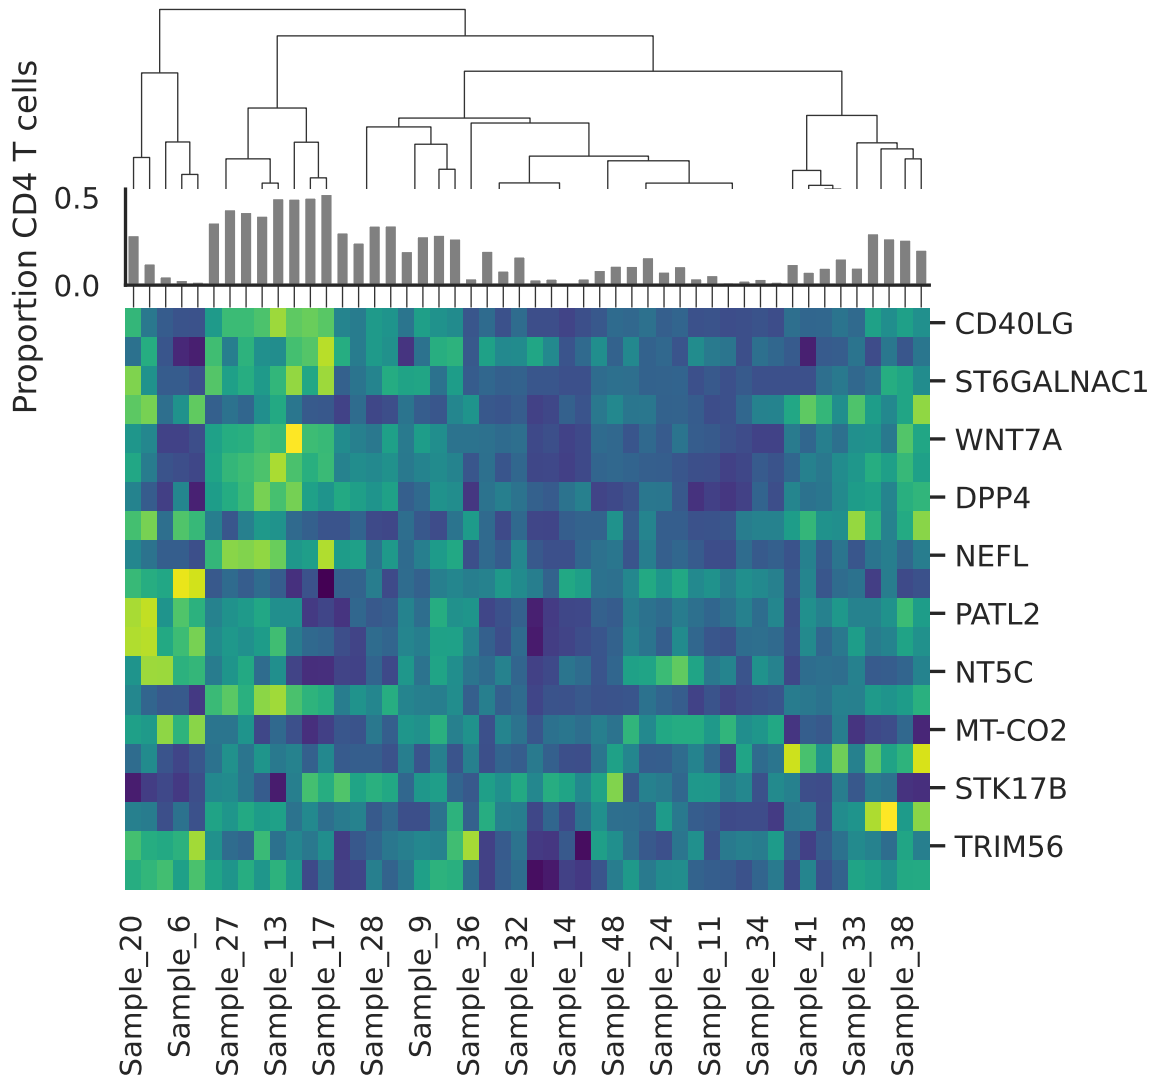 Proportion CD4 T cells
0.5
0.0
CD40LG
ST6GALNAC1
WNT7A
DPP4
NEFL
PATL2
NT5C
MT-CO2
STK17B
TRIM56
Sample_20
Sample_6
Sample_27
Sample_13
Sample_17
Sample_28
Sample_9
Sample_36
Sample_32
Sample_14
Sample_48
Sample_24
Sample_11
Sample_34
Sample_41
Sample_33
Sample_38